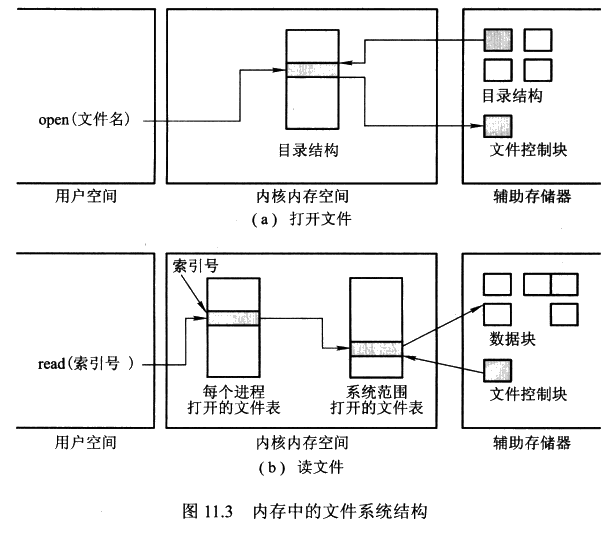 open(文件名)
目录结构
目录结构
文件控制块
用户空间
内核内存空间
辅助存储器
(a) 打开文件
索引号
read(索引号 )
每个进程
打开的文件表
系统范围
打开的文件表
数据块
文件控制块
用户空间
内核内存空间
辅助存储器
(b) 读文件
图 11.3 内存中的文件系统结构